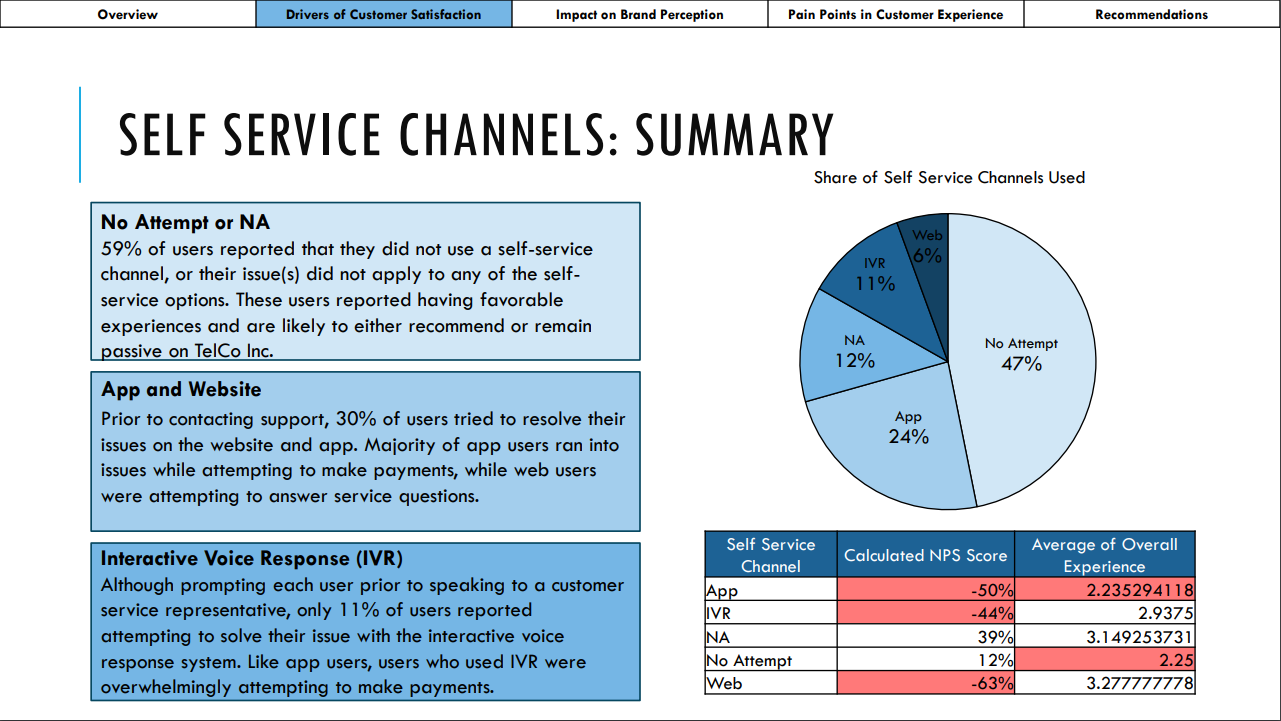 Overview
Drivers of Customer Satisfaction
Impact on Brand Perception
Pain Points in Customer Experience
Recommendations
SELF SERVICE CHANNELS: SUMMARY
No Attempt or NA
59% of users reported that they did not use a self-service
channel, or their issue(s) did not apply to any of the self-
service options. These users reported having favorable
experiences and are likely to either recommend or remain
passive on TelCo Inc.
App and Website
Prior to contacting support, 30% of users tried to resolve their
issues on the website and app. Majority of app users ran into
issues while attempting to make payments, while web users
were attempting to answer service questions.
Interactive Voice Response (IVR)
Although prompting each user prior to speaking to a customer
service representative, only 11% of users reported
attempting to solve their issue with the interactive voice
response system. Like app users, users who used IVR were
overwhelmingly attempting to make payments.
Share of Self Service Channels Used
Web
6%
IVR
11%
NA
12%
No Attempt
47%
App
24%
Self Service
Channel
Calculated NPS Score
Average of Overall
Experience
App -50% 2.235294118
IVR -44% 2.9375
NA 39% 3.149253731
No Attempt 12% 2.25
Web -63% 3.277777778